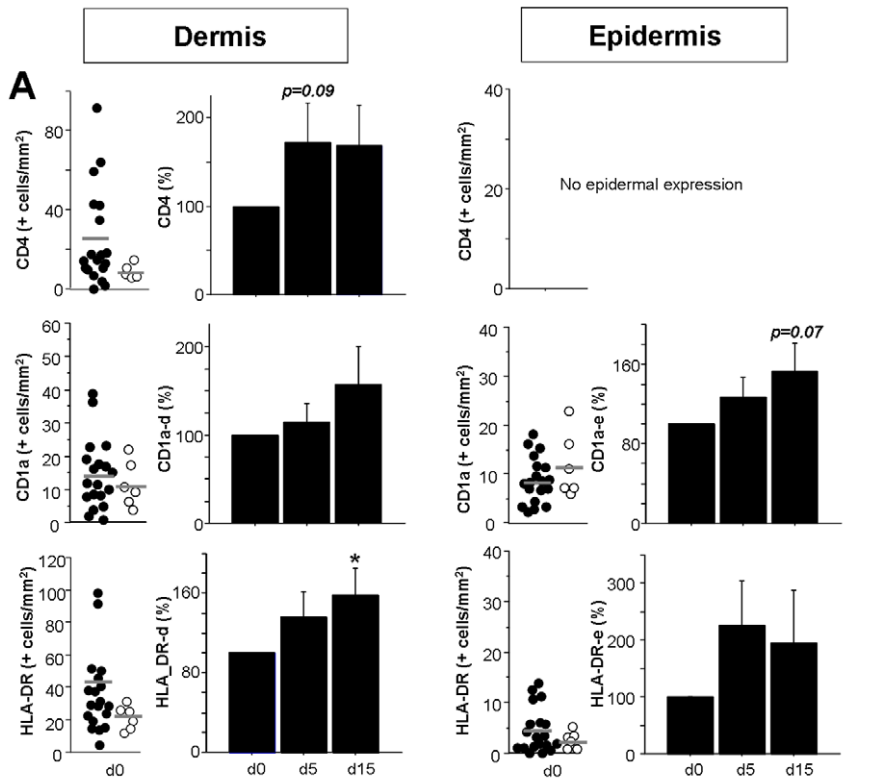 Dermis
Epidermis
A
CD4 (+ cells/mm²)
80
40
0
CD4 (%)
200
100
0
p=0.09
CD4 (+ cells/mm²)
40
20
0
No epidermal expression
CD1a (+ cells/mm²)
60
50
40
30
20
10
0
CD1a-d (%)
200
100
0
CD1a (+ cells/mm²)
40
30
20
10
0
CD1a-e (%)
160
80
0
p=0.07
HLA-DR (+ cells/mm²)
120
100
80
60
40
20
0
d0
HLA_DR-d (%)
160
80
0
*
d0 d5 d15
HLA-DR (+ cells/mm²)
40
30
20
10
0
d0
HLA-DR-e (%)
300
200
100
0
d0 d5 d15